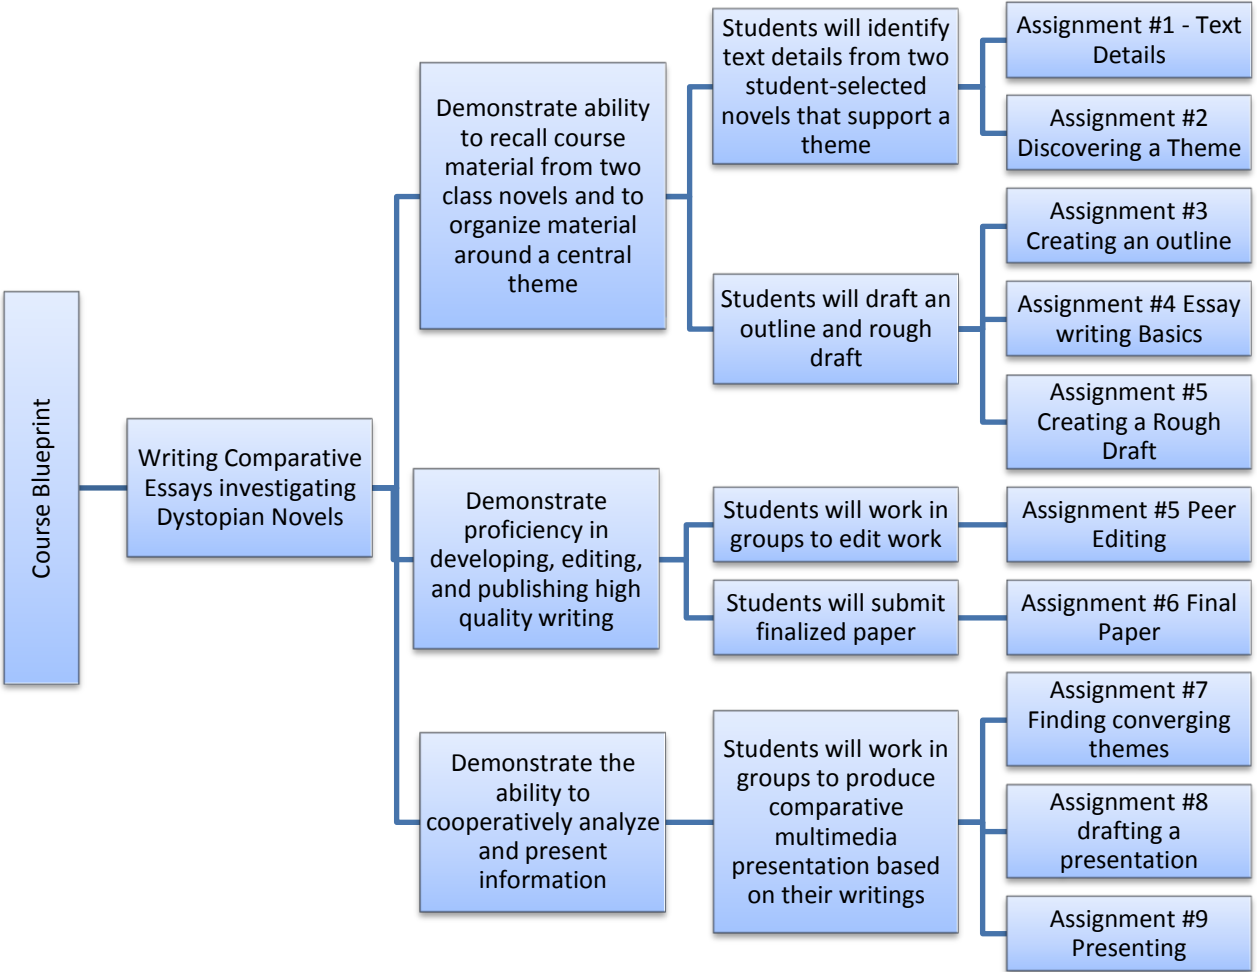 Course Blueprint
Writing Comparative
Essays investigating
Dystopian Novels
Demonstrate ability
to recall course
material from two
class novels and to
organize material
around a central
theme
Students will identify
text details from two
student-selected
novels that support a
theme
Assignment #1 - Text
Details
Assignment #2
Discovering a Theme
Students will draft an
outline and rough
draft
Assignment #3
Creating an outline
Assignment #4 Essay
writing Basics
Assignment #5
Creating a Rough
Draft
Demonstrate
proficiency in
developing, editing,
and publishing high
quality writing
Students will work in
groups to edit work
Assignment #5 Peer
Editing
Students will submit
finalized paper
Assignment #6 Final
Paper
Demonstrate the
ability to
cooperatively analyze
and present
information
Students will work in
groups to produce
comparative
multimedia
presentation based
on their writings
Assignment #7
Finding converging
themes
Assignment #8
drafting a
presentation
Assignment #9
Presenting